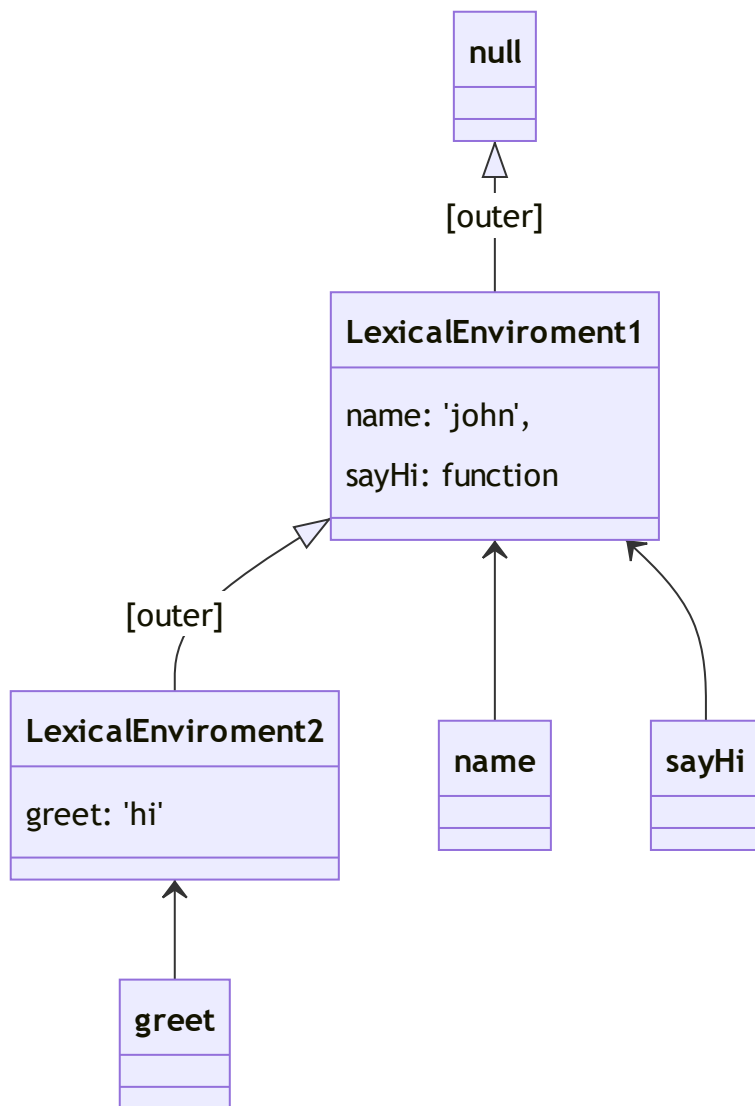 null
[outer]
LexicalEnviroment1
name: 'john',
sayHi: function
[outer]
LexicalEnviroment2
greet: 'hi'
name
sayHi
greet